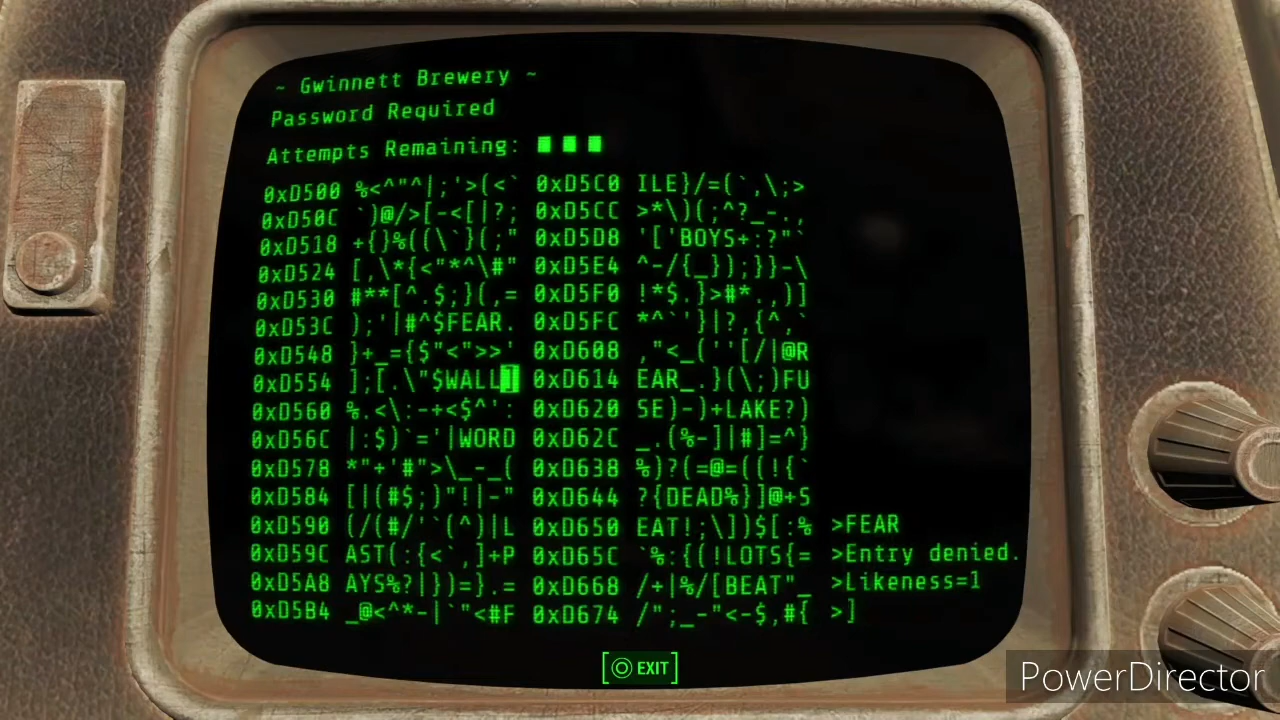 ~ Gwinnett Brewery ~
Password Required
Attempts Remaining: ■ ■ ■
0xD500 %<^"^|;'>(<` 0xD5C0 ILE}/=(`,\;>
0xD50C `)@/>[-<[|?; 0xD5CC >*\)(;^?_-.,
0xD518 +{}%((\`}(;" 0xD5D8 '['BOYS+:?"`
0xD524 [,\*{<"*^\#" 0xD5E4 ^-/{_});}}-\
0xD530 #**[^.$;}(,= 0xD5F0 !*$.}>#*.,)]
0xD53C );'|#^$FEAR. 0xD5FC *^`'}|?,{^,`
0xD548 }+_={$"<">>' 0xD608 ,"<_(''[/|@R
0xD554 ];[.\"$WALL] 0xD614 EAR_.}(\;)FU
0xD560 %.<\:-+<$^': 0xD620 SE)-)+LAKE?)
0xD56C |:$)`='|WORD 0xD62C _.(%-]|#]=^}
0xD578 *"+'#">\_-_( 0xD638 %)?(=@=((!{`
0xD584 [|(#$;)"!|-" 0xD644 ?{DEAD%}]@+S
0xD590 (/(#/'`(^)|L 0xD650 EAT!;\])$[:% >FEAR
0xD59C AST(:{<`,]+P 0xD65C `%:{(!LOTS{= >Entry denied.
0xD5A8 AYS%?|})=}.= 0xD668 /+|%/[BEAT"_ >Likeness=1
0xD5B4 _@<^*-|`"<#F 0xD674 /";_-"<-$,#{ >]
EXIT
PowerDirector